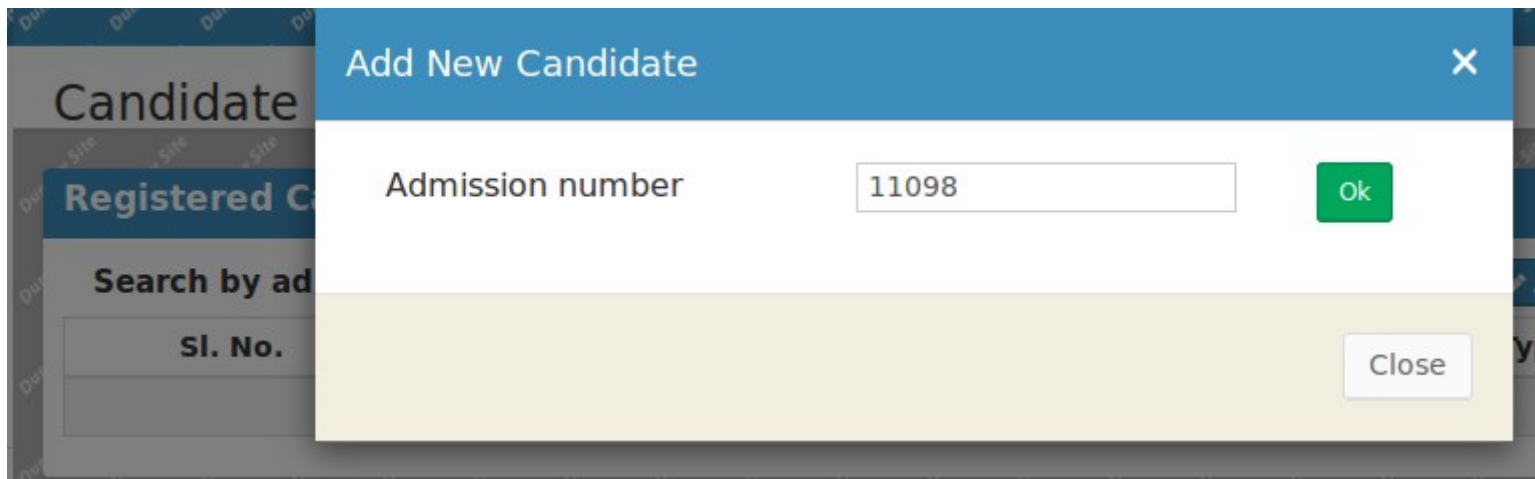 Add New Candidate ×
Candidate
Admission number 11098 Ok
Registered
Search by ad
Sl. No.
Close